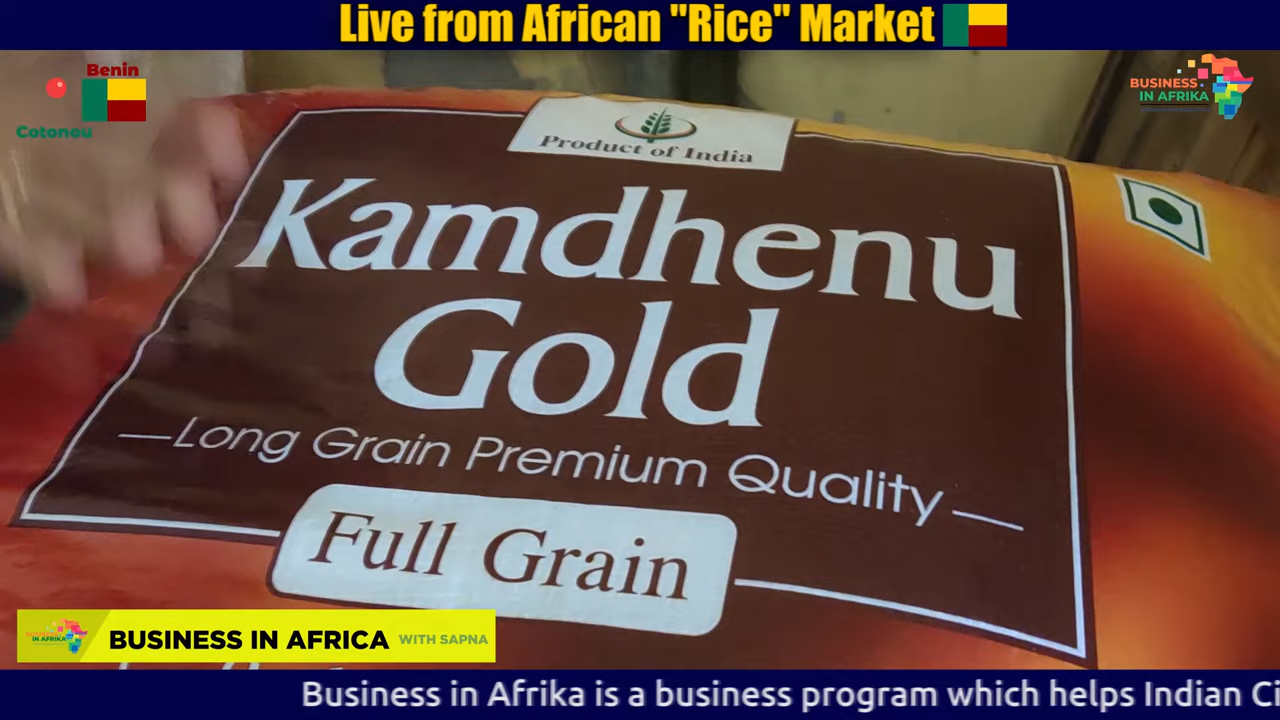 Live from African "Rice" Market
Benin
Cotonou
BUSINESS
IN AFRIKA
Product of India
Kamdhenu
Gold
Long Grain Premium Quality
Full Grain
BUSINESS IN AFRICA WITH SAPNA
Business in Afrika is a business program which helps Indian Ci